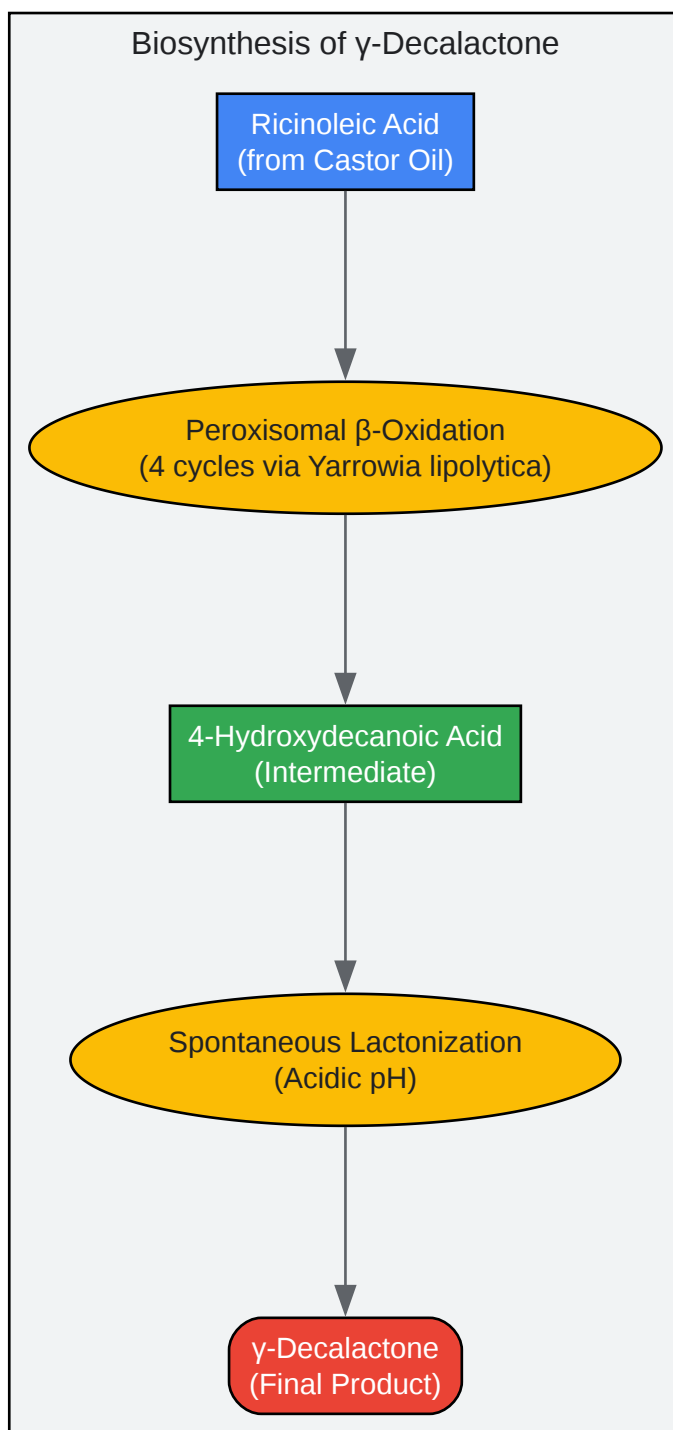 Biosynthesis of γ-Decalactone
Ricinoleic Acid
(from Castor Oil)
Peroxisomal β-Oxidation
(4 cycles via Yarrowia lipolytica)
4-Hydroxydecanoic Acid
(Intermediate)
Spontaneous Lactonization
(Acidic pH)
γ-Decalactone
(Final Product)